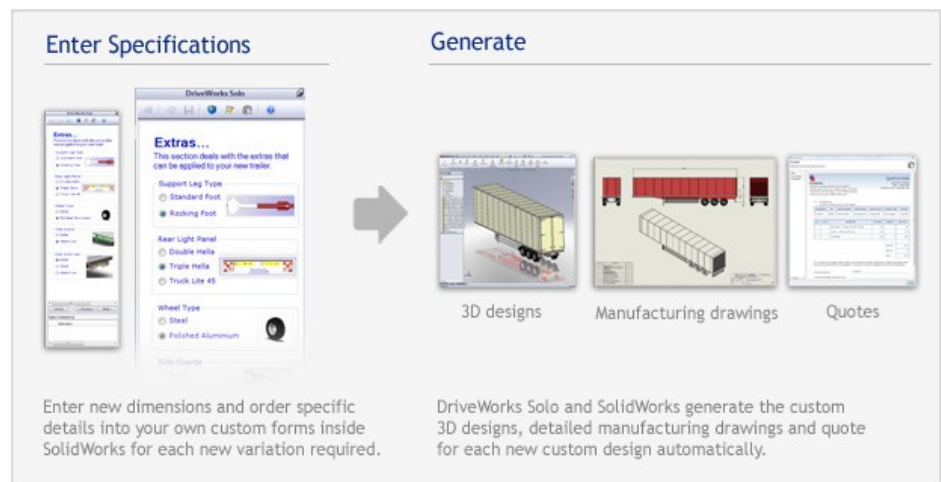 Enter Specifications
Generate
DriveWorks Solo
Extras...
This section deals with the extras that
can be applied to your new trailer.
Support Leg Type
Standard Foot
Rocking Foot
Rear Light Panel
Double Hella
Triple Hella
Truck Lite 45
Wheel Type
Steel
Polished Aluminium
Side Guards
3D designs
Manufacturing drawings
Quotes
Enter new dimensions and order specific
details into your own custom forms inside
SolidWorks for each new variation required.
DriveWorks Solo and SolidWorks generate the custom
3D designs, detailed manufacturing drawings and quote
for each new custom design automatically.